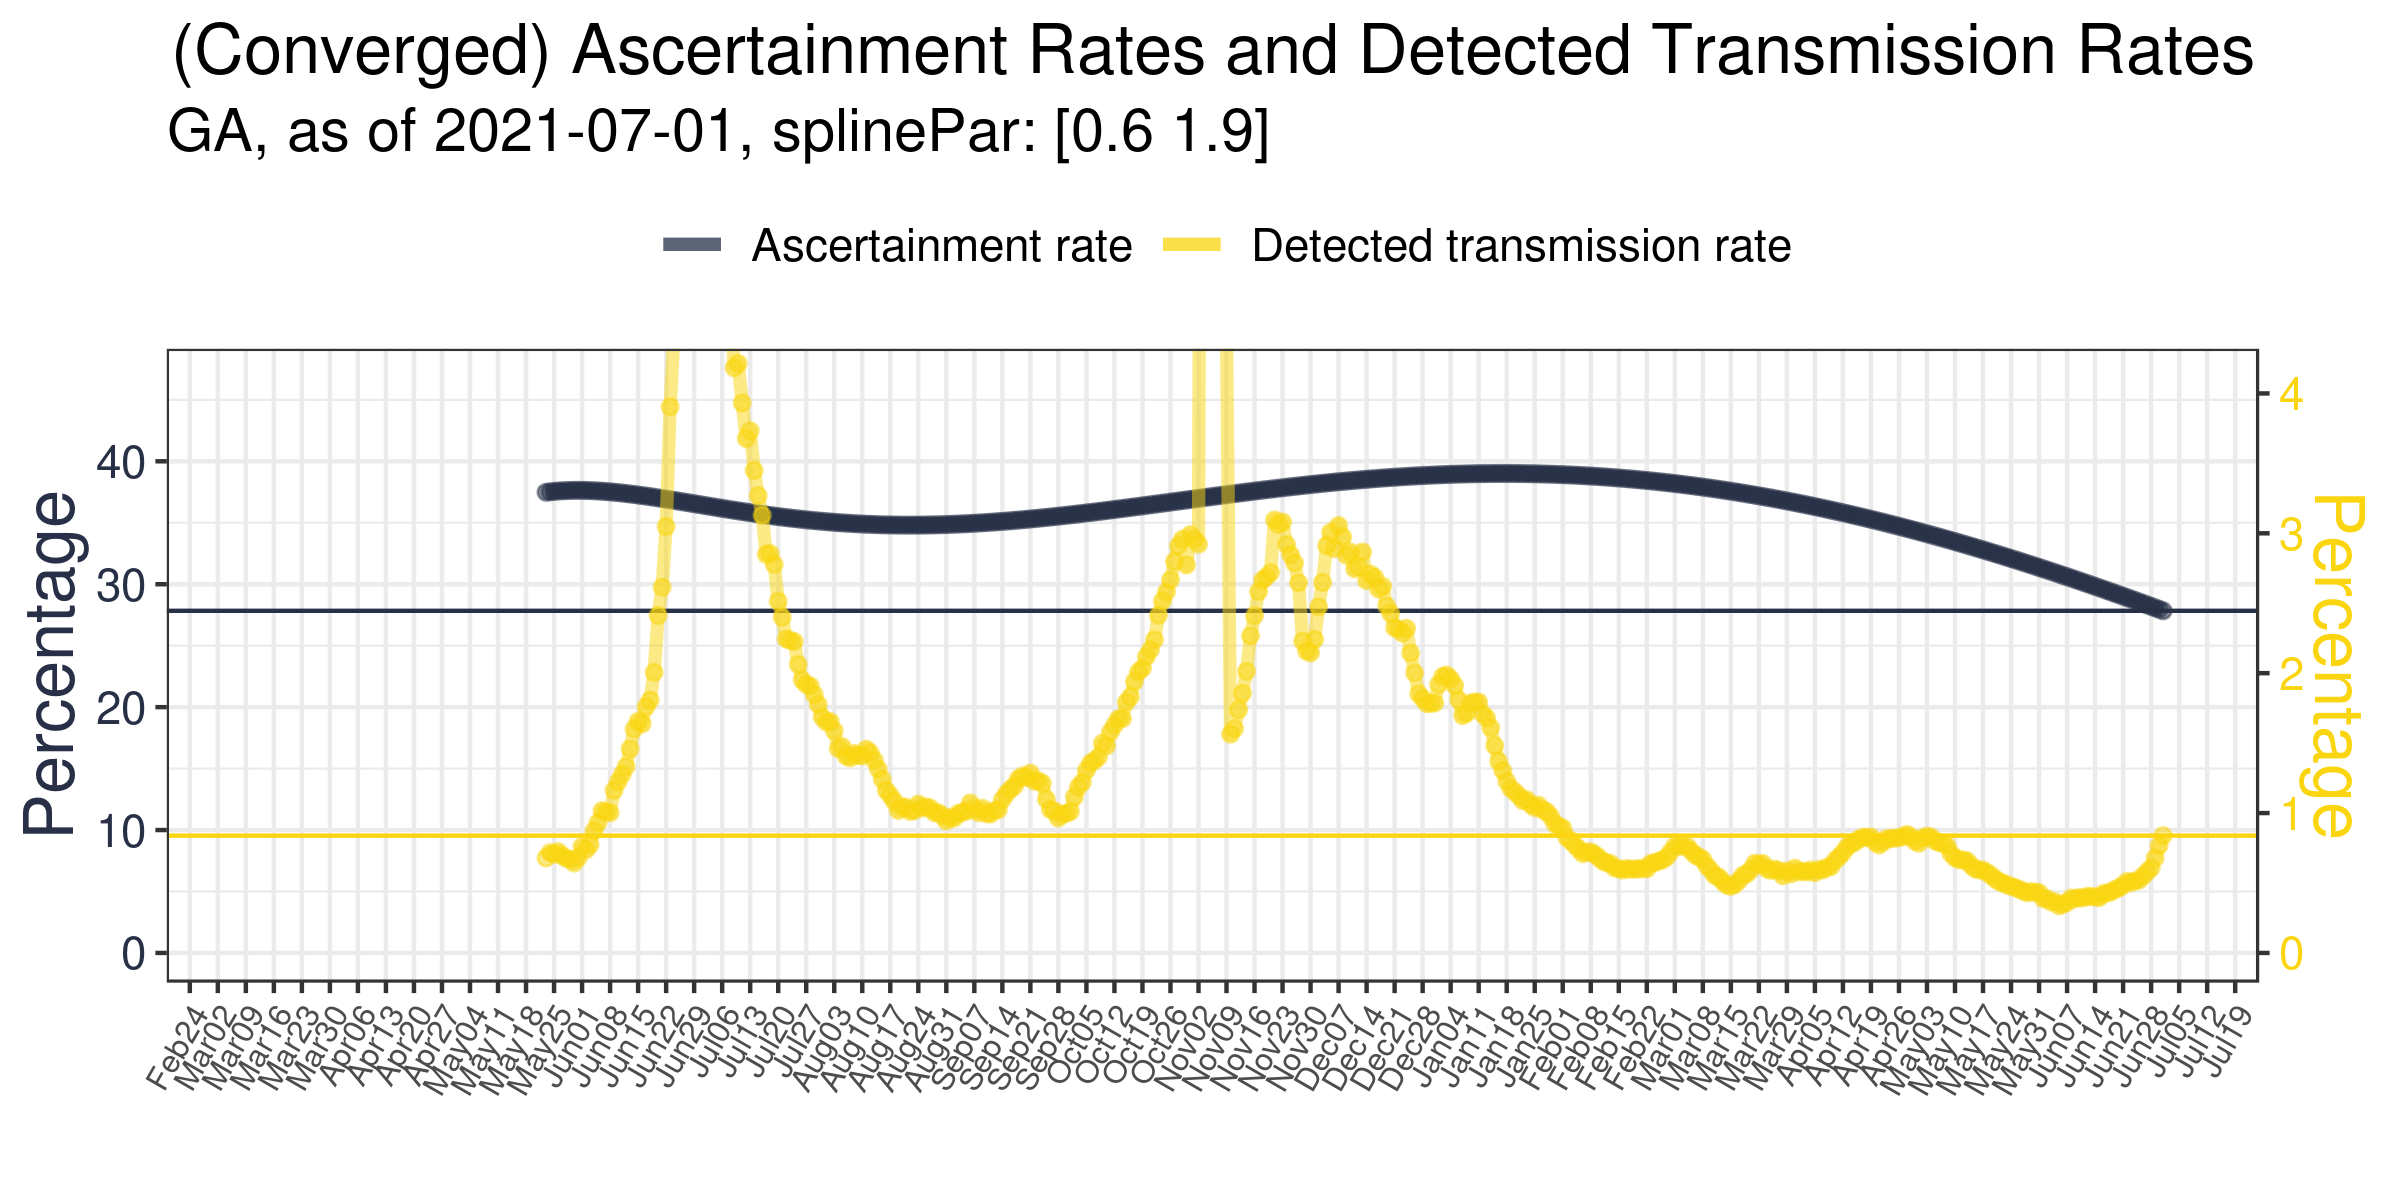 (Converged) Ascertainment Rates and Detected Transmission Rates
GA, as of 2021-07-01, splinePar: [0.6 1.9]
Ascertainment rate Detected transmission rate
Percentage
40
30
20
10
0
4
3
2
1
0
Percentage
Feb24 Mar02 Mar09 Mar16 Mar23 Mar30 Apr06 Apr13 Apr20 Apr27 May04 May11 May18 May25 Jun01 Jun08 Jun15 Jun22 Jun29 Jul06 Jul13 Jul20 Jul27 Aug03 Aug10 Aug17 Aug24 Aug31 Sep07 Sep14 Sep21 Sep28 Oct05 Oct12 Oct19 Oct26 Nov02 Nov09 Nov16 Nov23 Nov30 Dec07 Dec14 Dec21 Dec28 Jan04 Jan11 Jan18 Jan25 Feb01 Feb08 Feb15 Feb22 Mar01 Mar08 Mar15 Mar22 Mar29 Apr05 Apr12 Apr19 Apr26 May03 May10 May17 May24 May31 Jun07 Jun14 Jun21 Jun28 Jul05 Jul12 Jul19